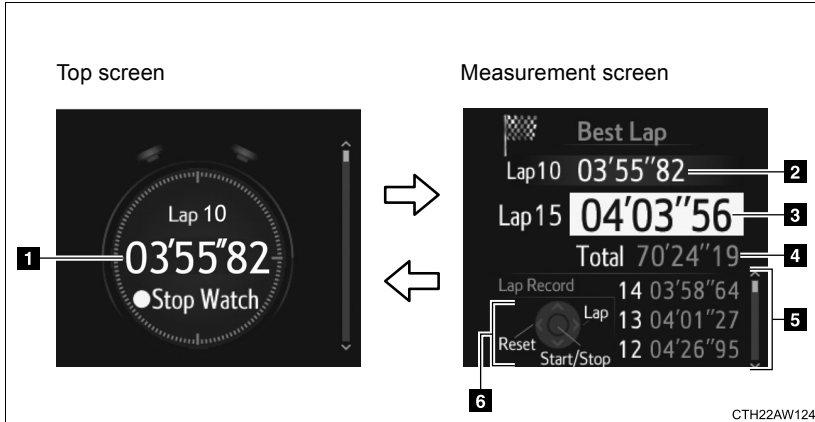 Top screen
Measurement screen
Lap 10
03'55"82
Stop Watch
1
Best Lap
Lap10 03'55"82
2
Lap15 04'03"56
3
Total 70'24"19
4
Lap Record
14 03'58"64
13 04'01"27
12 04'26"95
5
Lap
Reset
Start/Stop
6
CTH22AW124